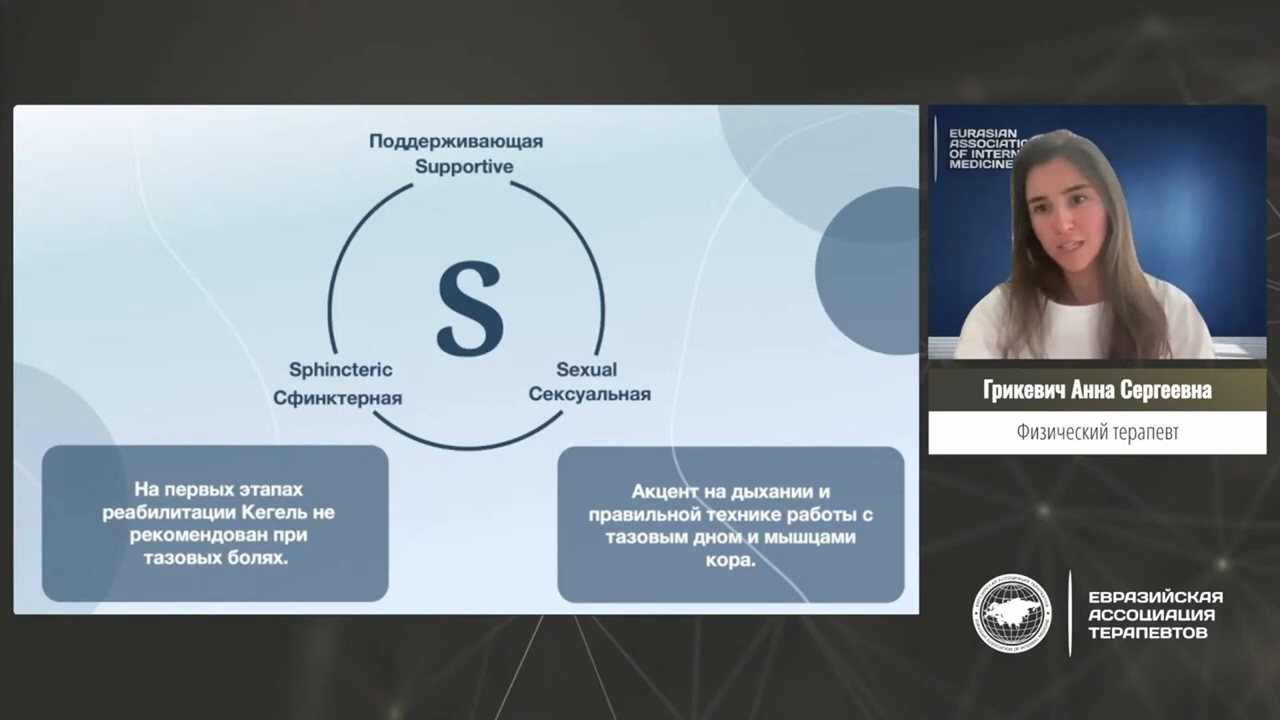 Поддерживающая
Supportive
S
Sphincteric
Сфинктерная
Sexual
Сексуальная
На первых этапах
реабилитации Кегель не
рекомендован при
тазовых болях.
Акцент на дыхании и
правильной технике работы с
тазовым дном и мышцами
кора.
EURASIAN
OF INTERN
MEDICINE
Грикевич Анна Сергеевна
Физический терапевт
ЕВРАЗИЙСКАЯ
АССОЦИАЦИЯ
ТЕРАПЕВТОВ